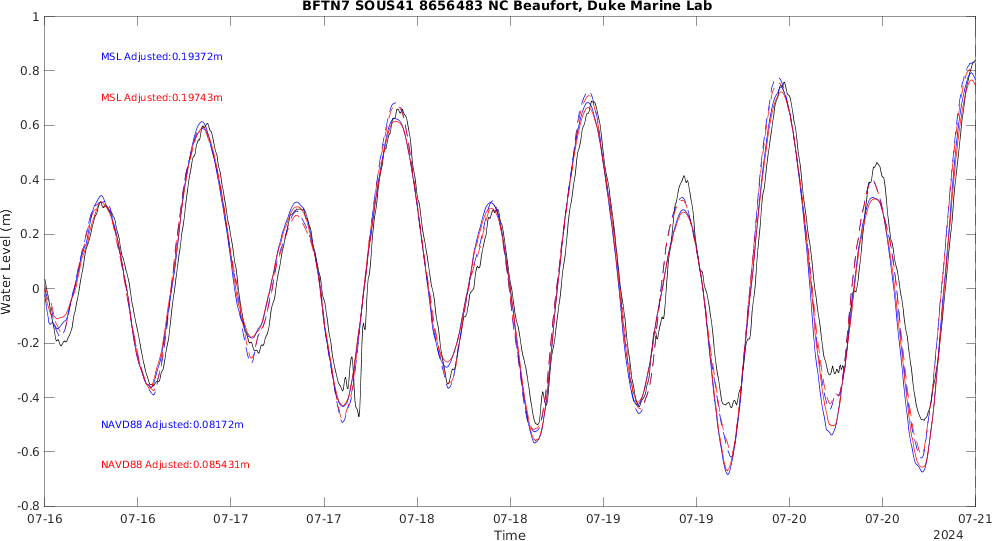 BFTN7 SOUS41 8656483 NC Beaufort, Duke Marine Lab
1
0.8
0.6
0.4
0.2
0
-0.2
-0.4
-0.6
-0.8
Water Level (m)
MSL Adjusted:0.19372m
MSL Adjusted:0.19743m
NAVD88 Adjusted:0.08172m
NAVD88 Adjusted:0.085431m
07-16 07-16 07-17 07-17 07-18 07-18 07-19 07-19 07-20 07-20 07-21
Time
2024